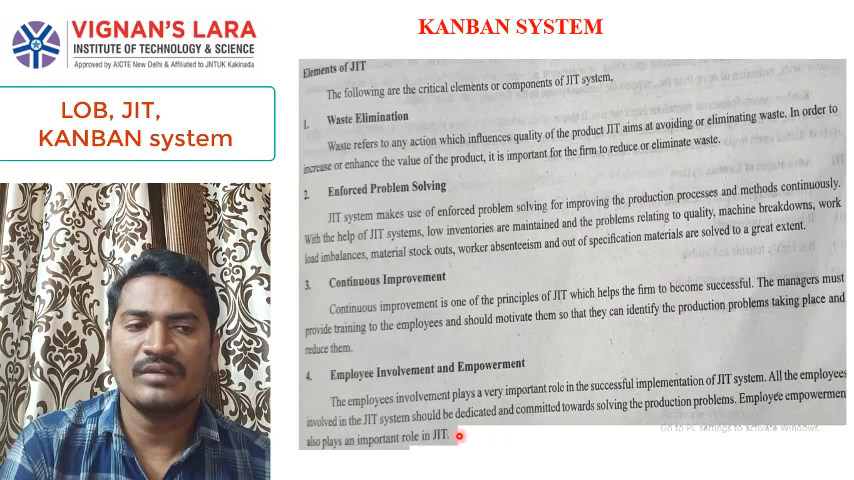 VIGNAN'S LARA
INSTITUTE OF TECHNOLOGY & SCIENCE
Approved by AICTE New Delhi & Affiliated to JNTUK Kakinada
LOB, JIT,
KANBAN system
KANBAN SYSTEM
Elements of JIT
The following are the critical elements or components of JIT system,
1. Waste Elimination
Waste refers to any action which influences quality of the product JIT aims at avoiding or eliminating waste. In order to
increase or enhance the value of the product, it is important for the firm to reduce or eliminate waste.
2. Enforced Problem Solving
JIT system makes use of enforced problem solving for improving the production processes and methods continuously.
With the help of JIT systems, low inventories are maintained and the problems relating to quality, machine breakdowns, work
load imbalances, material stock outs, worker absenteeism and out of specification materials are solved to a great extent.
3. Continuous Improvement
Continuous improvement is one of the principles of JIT which helps the firm to become successful. The managers must
provide training to the employees and should motivate them so that they can identify the production problems taking place and
reduce them.
4. Employee Involvement and Empowerment
The employees involvement plays a very important role in the successful implementation of JIT system. All the employees
involved in the JIT system should be dedicated and committed towards solving the production problems. Employee empowermen
also plays an important role in JIT.
Activate Windows
Go to PC settings to activate Windows.